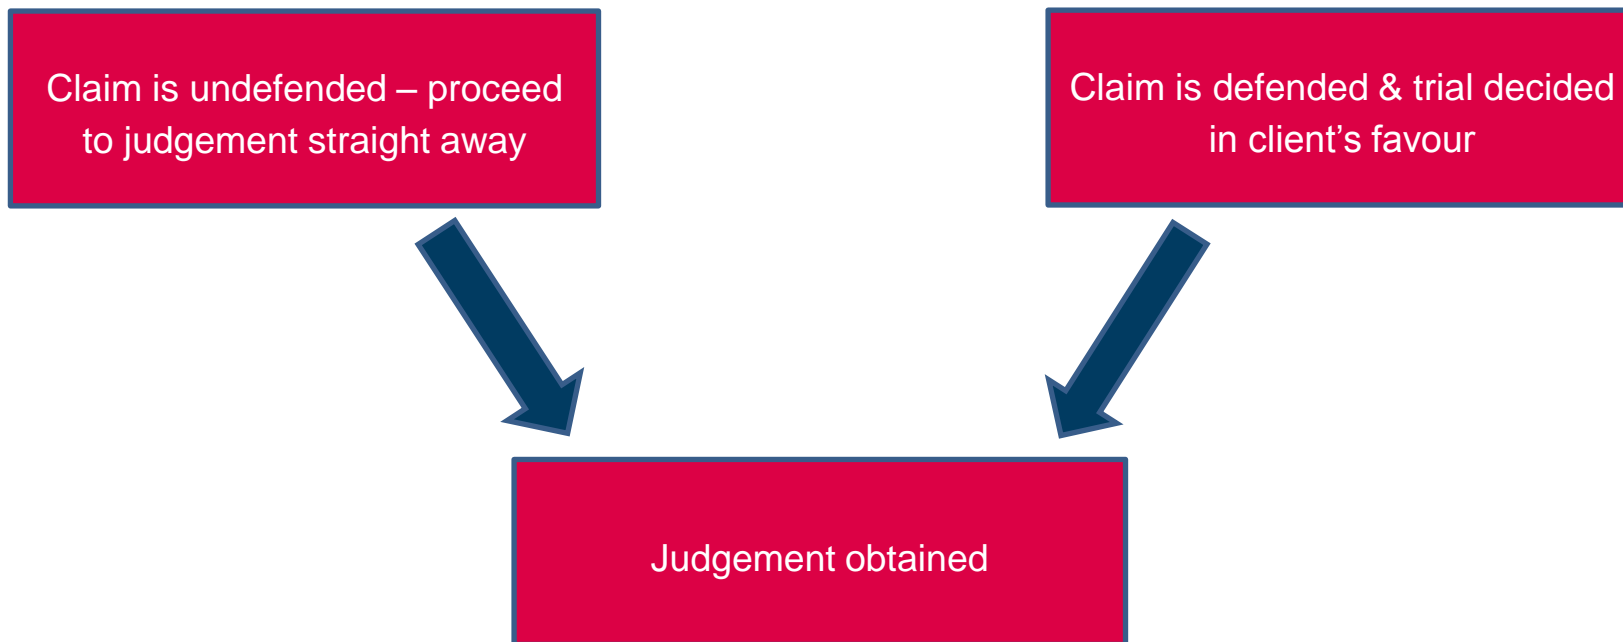 Claim is undefended – proceed
to judgement straight away
Claim is defended & trial decided
in client’s favour
Judgement obtained